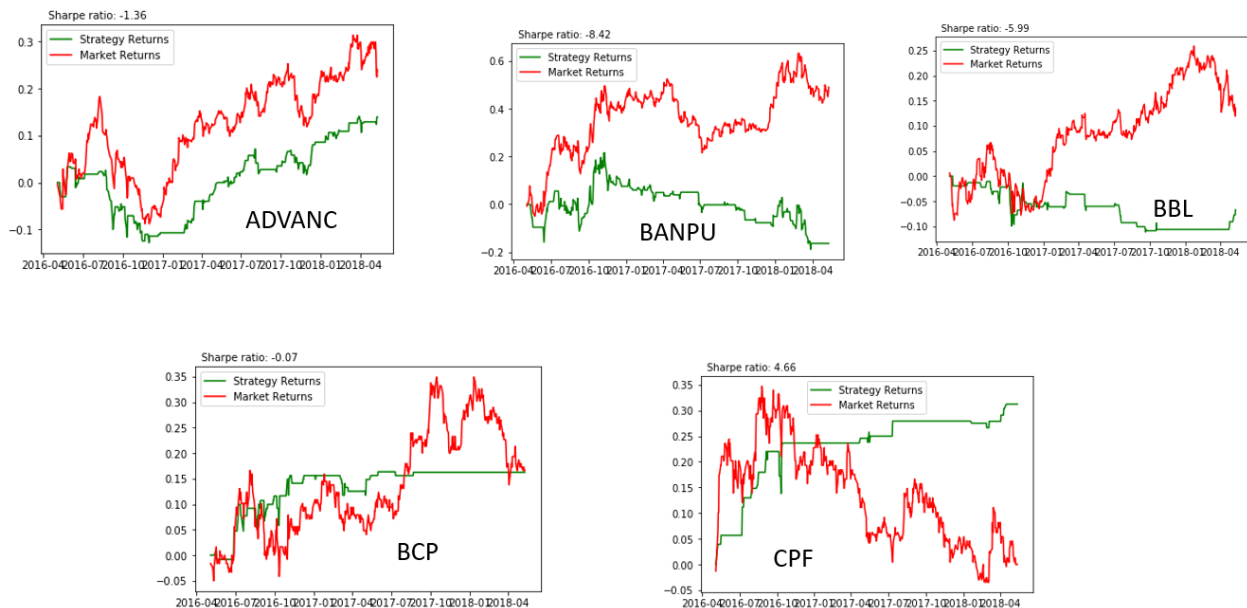 Sharpe ratio: -1.36
Strategy Returns
Market Returns
0.3
0.2
0.1
0.0
−0.1
ADVANC
2016-04 2016-07 2016-10 2017-01 2017-04 2017-07 2017-10 2018-01 2018-04
Sharpe ratio: -8.42
Strategy Returns
Market Returns
0.6
0.4
0.2
0.0
−0.2
BANPU
2016-04 2016-07 2016-10 2017-01 2017-04 2017-07 2017-10 2018-01 2018-04
Sharpe ratio: -5.99
Strategy Returns
Market Returns
0.25
0.20
0.15
0.10
0.05
0.00
−0.05
−0.10
BBL
2016-04 2016-07 2016-10 2017-01 2017-04 2017-07 2017-10 2018-01 2018-04
Sharpe ratio: -0.07
Strategy Returns
Market Returns
0.35
0.30
0.25
0.20
0.15
0.10
0.05
0.00
−0.05
BCP
2016-04 2016-07 2016-10 2017-01 2017-04 2017-07 2017-10 2018-01 2018-04
Sharpe ratio: 4.66
Strategy Returns
Market Returns
0.35
0.30
0.25
0.20
0.15
0.10
0.05
0.00
−0.05
CPF
2016-04 2016-07 2016-10 2017-01 2017-04 2017-07 2017-10 2018-01 2018-04